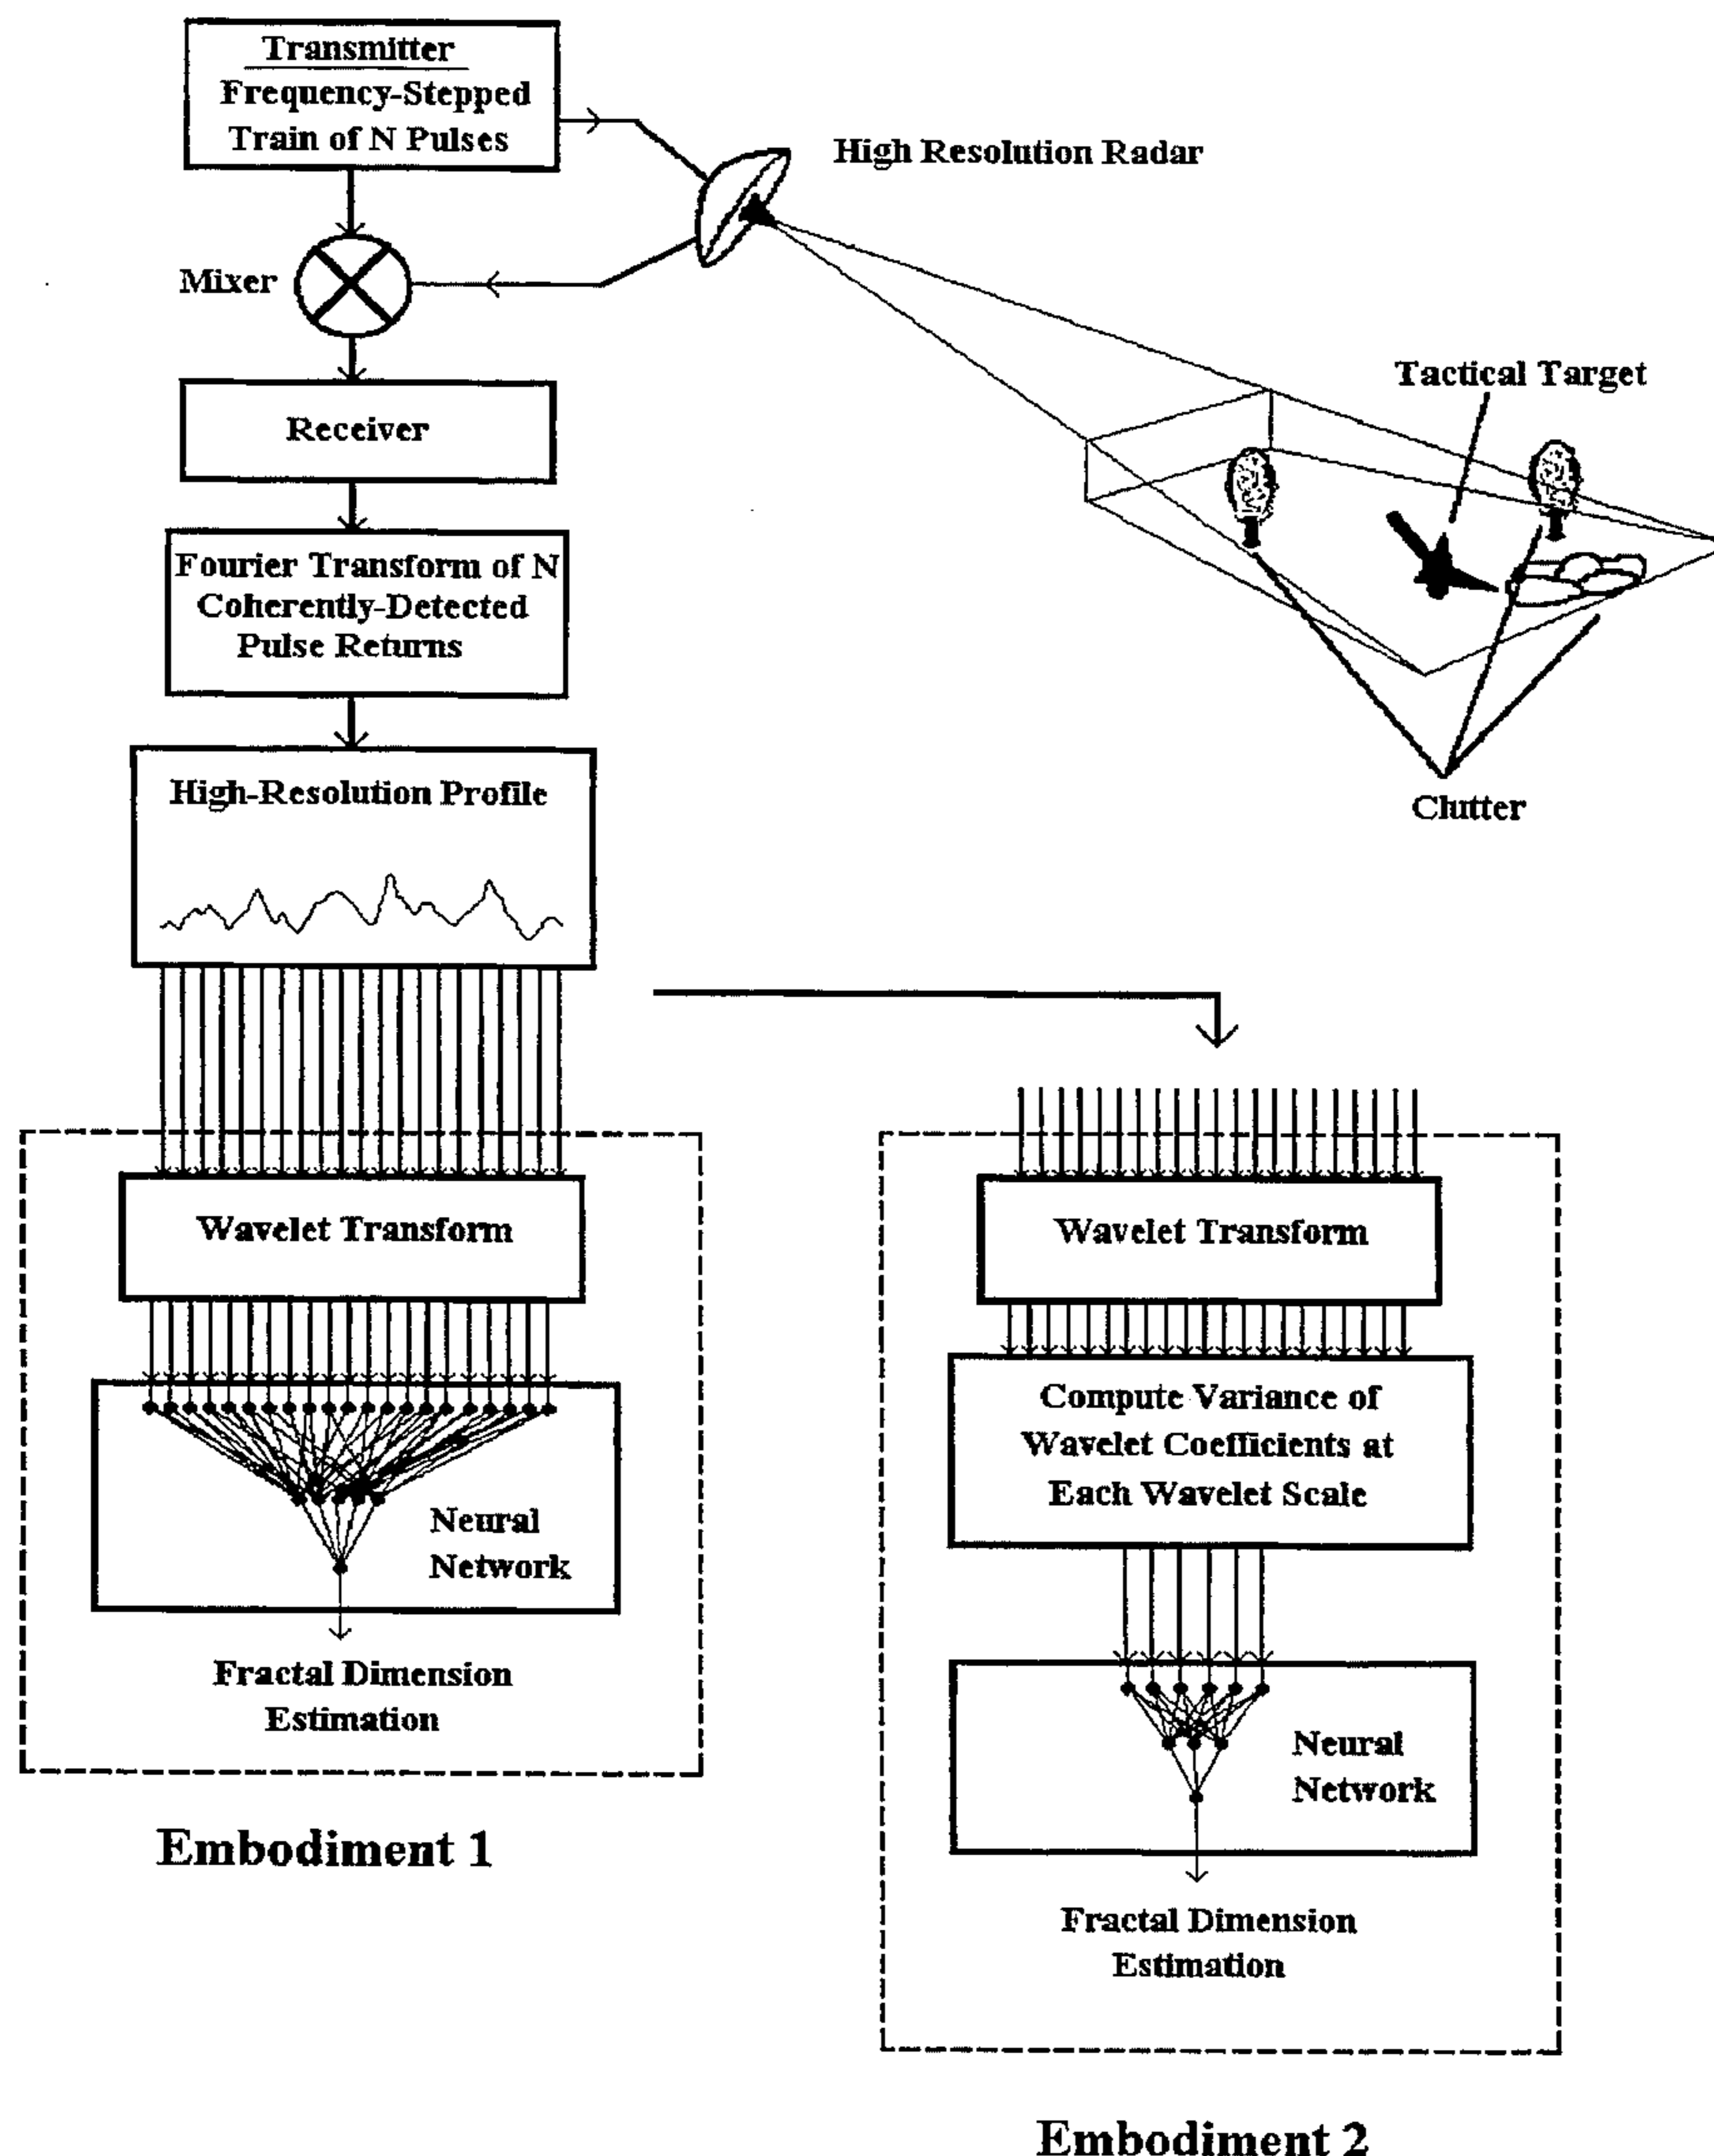 Transmitter
Frequency-Stepped
Train of N Pulses
High Resolution Radar
Mixer
Tactical Target
Receiver
Fourier Transform of N
Coherently-Detected
Pulse Returns
High-Resolution Profile
Clutter
Wavelet Transform
Neural
Network
Fractal Dimension
Estimation
Embodiment 1
Wavelet Transform
Compute Variance of
Wavelet Coefficients at
Each Wavelet Scale
Neural
Network
Fractal Dimension
Estimation
Embodiment 2